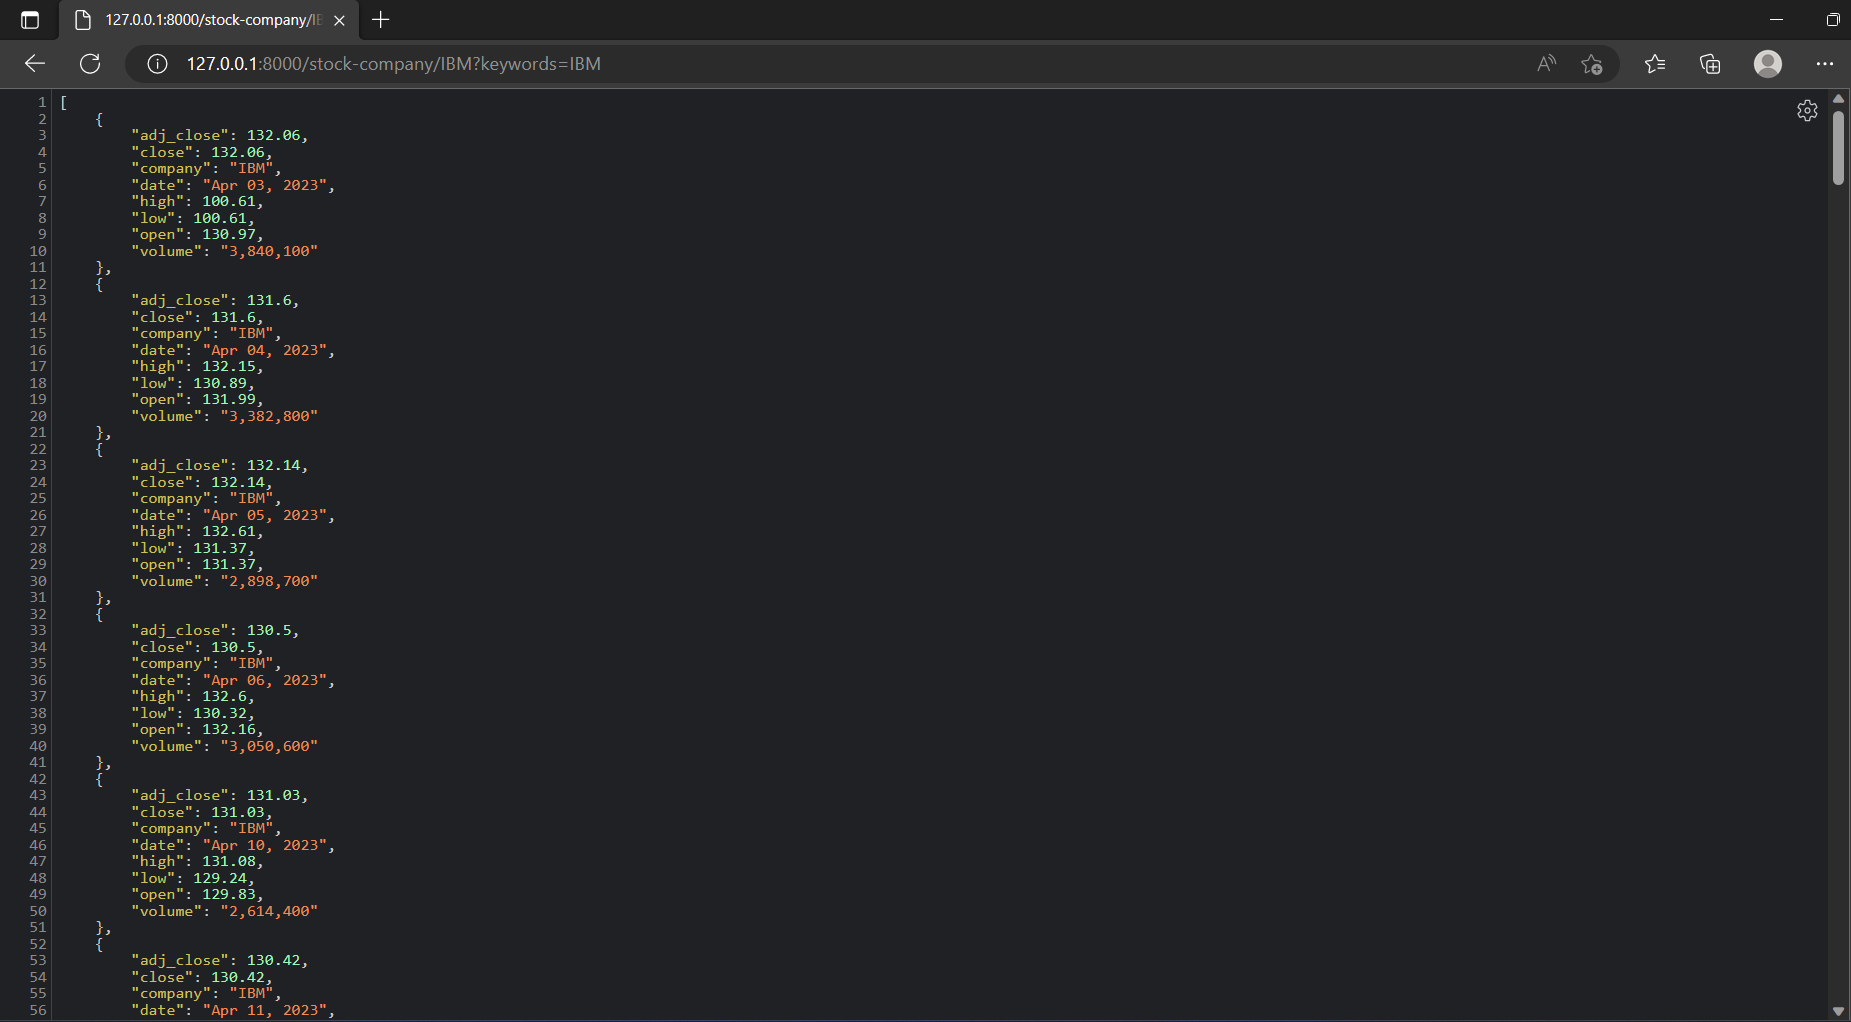 127.0.0.1:8000/stock-company/IB
127.0.0.1:8000/stock-company/IBM?keywords=IBM
1 [
2 {
3 "adj_close": 132.06,
4 "close": 132.06,
5 "company": "IBM",
6 "date": "Apr 03, 2023",
7 "high": 100.61,
8 "low": 100.61,
9 "open": 130.97,
10 "volume": "3,840,100"
11 },
12 {
13 "adj_close": 131.6,
14 "close": 131.6,
15 "company": "IBM",
16 "date": "Apr 04, 2023",
17 "high": 132.15,
18 "low": 130.89,
19 "open": 131.99,
20 "volume": "3,382,800"
21 },
22 {
23 "adj_close": 132.14,
24 "close": 132.14,
25 "company": "IBM",
26 "date": "Apr 05, 2023",
27 "high": 132.61,
28 "low": 131.37,
29 "open": 131.37,
30 "volume": "2,898,700"
31 },
32 {
33 "adj_close": 130.5,
34 "close": 130.5,
35 "company": "IBM",
36 "date": "Apr 06, 2023",
37 "high": 132.6,
38 "low": 130.32,
39 "open": 132.16,
40 "volume": "3,050,600"
41 },
42 {
43 "adj_close": 131.03,
44 "close": 131.03,
45 "company": "IBM",
46 "date": "Apr 10, 2023",
47 "high": 131.08,
48 "low": 129.24,
49 "open": 129.83,
50 "volume": "2,614,400"
51 },
52 {
53 "adj_close": 130.42,
54 "close": 130.42,
55 "company": "IBM",
56 "date": "Apr 11, 2023",